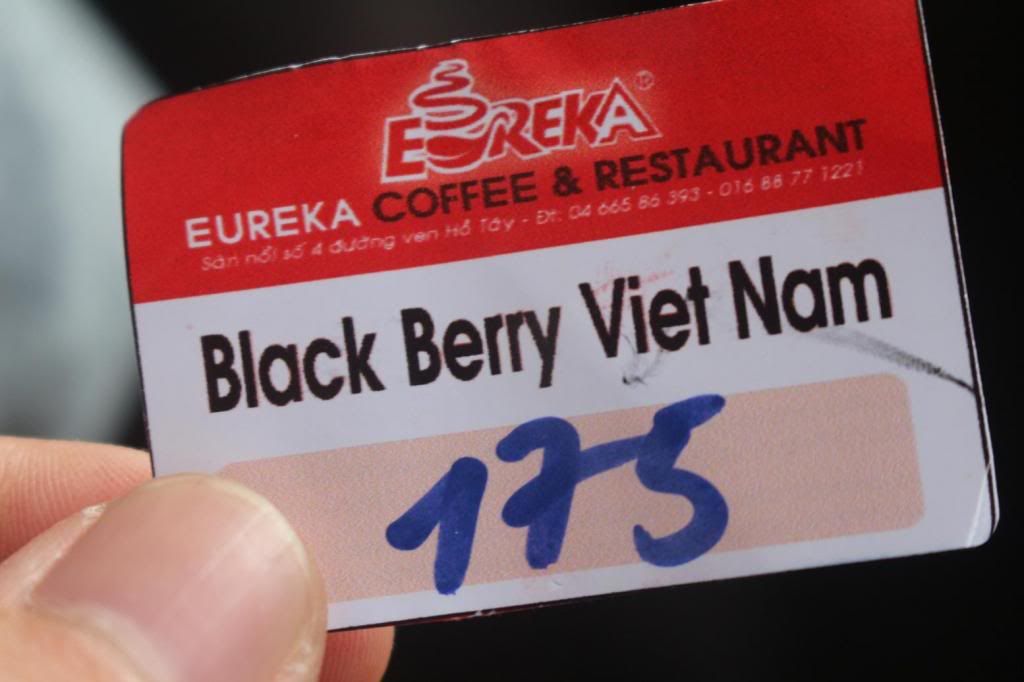 EUREKA
EUREKA COFFEE & RESTAURANT
Sàn nổi số 4 đường ven Hồ Tây - Đt: 04 665 86 393 - 016 88 77 1221
Black Berry Viet Nam
175